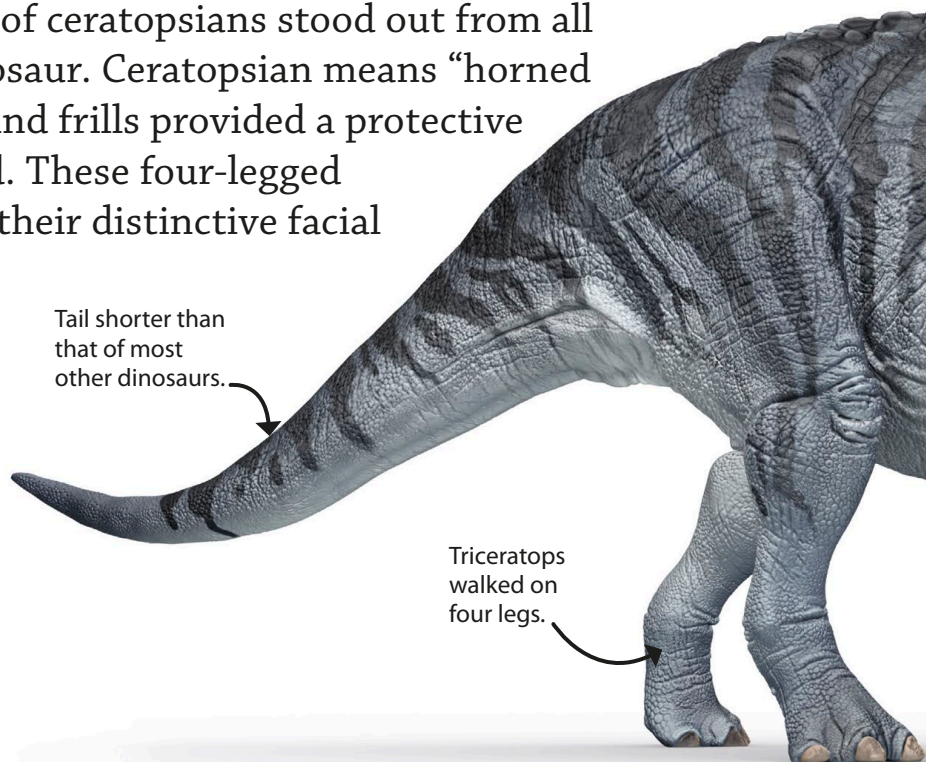 of ceratopsians stood out from all
osaur. Ceratopsian means “horned
nd frills provided a protective
. These four-legged
their distinctive facial
Tail shorter than
that of most
other dinosaurs.
Triceratops
walked on
four legs.